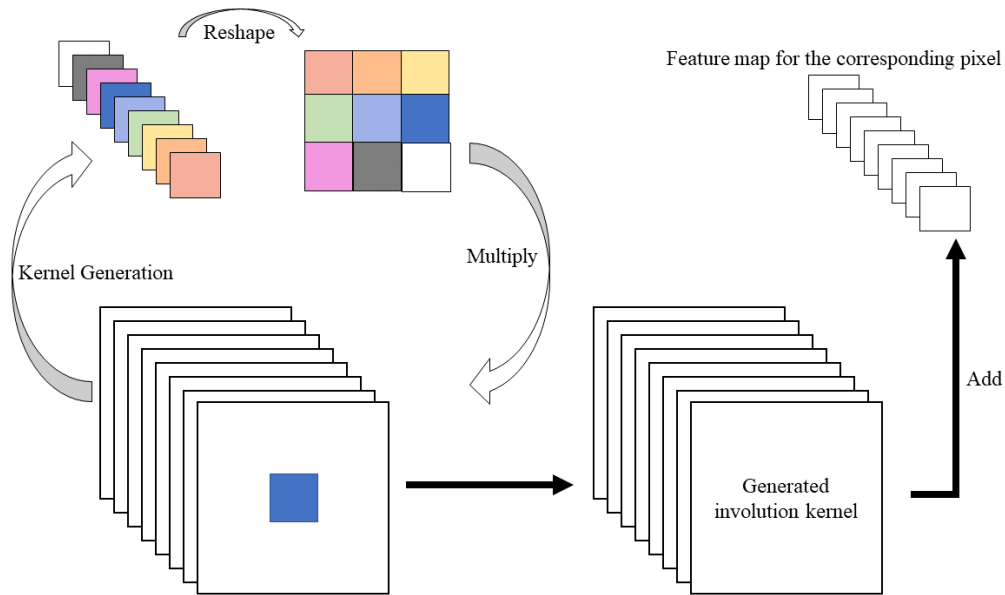 Reshape
Feature map for the corresponding pixel
Kernel Generation
Multiply
Add
Generated
involution kernel